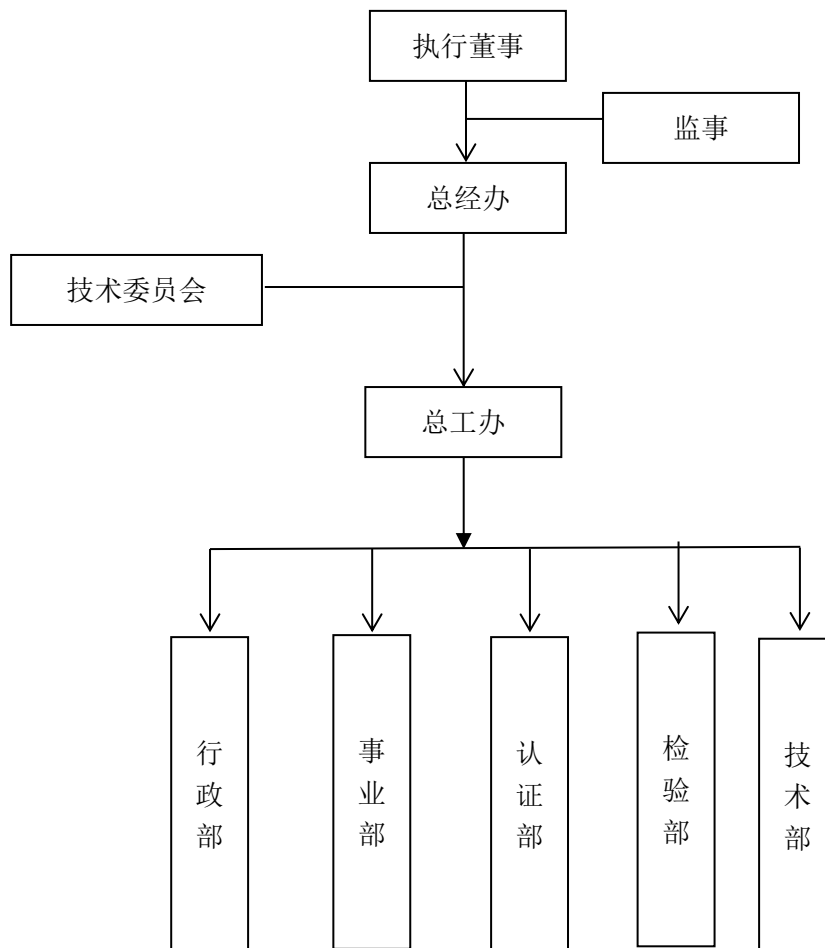 执行董事
监事
总经办
技术委员会
总工办
行政部
事业部
认证部
检验部
技术部